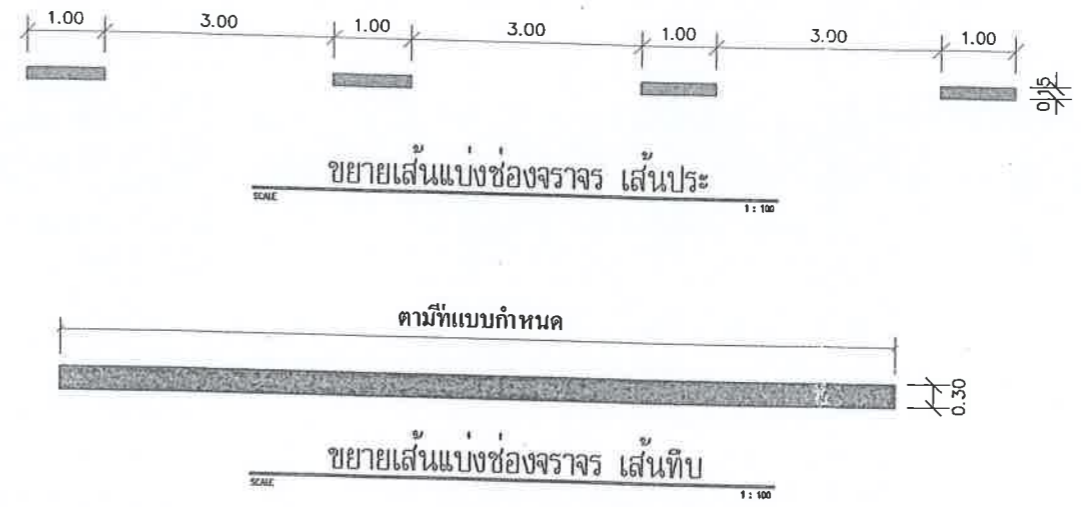 1.00 3.00 1.00 3.00 1.00 3.00 1.00
0.15
ขยายเส้นแบ่งช่องจราจร เส้นประ
SCALE 1 : 100
ตามที่แบบกำหนด
0.30
ขยายเส้นแบ่งช่องจราจร เส้นทึบ
SCALE 1 : 100